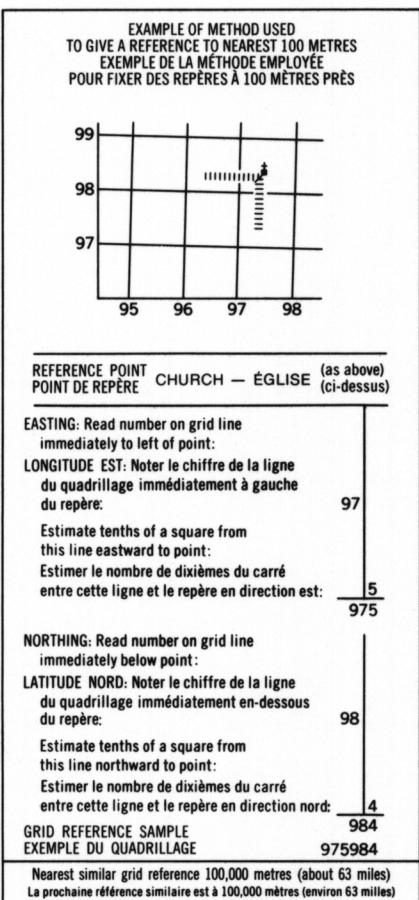 EXAMPLE OF METHOD USED
TO GIVE A REFERENCE TO NEAREST 100 METRES
EXEMPLE DE LA MÉTHODE EMPLOYÉE
POUR FIXER DES REPÈRES À 100 MÈTRES PRÈS
99
98
97
95 96 97 98
REFERENCE POINT
POINT DE REPÈRE
CHURCH — ÉGLISE
(as above)
(ci-dessus)
EASTING: Read number on grid line
immediately to left of point:
LONGITUDE EST: Noter le chiffre de la ligne
du quadrillage immédiatement à gauche
du repère: 97
Estimate tenths of a square from
this line eastward to point:
Estimer le nombre de dixièmes du carré
entre cette ligne et le repère en direction est: 5
975
NORTHING: Read number on grid line
immediately below point:
LATITUDE NORD: Noter le chiffre de la ligne
du quadrillage immédiatement en-dessous
du repère: 98
Estimate tenths of a square from
this line northward to point:
Estimer le nombre de dixièmes du carré
entre cette ligne et le repère en direction nord: 4
984
GRID REFERENCE SAMPLE
EXEMPLE DU QUADRILLAGE 975984
Nearest similar grid reference 100,000 metres (about 63 miles)
La prochaine référence similaire est à 100,000 mètres (environ 63 milles)